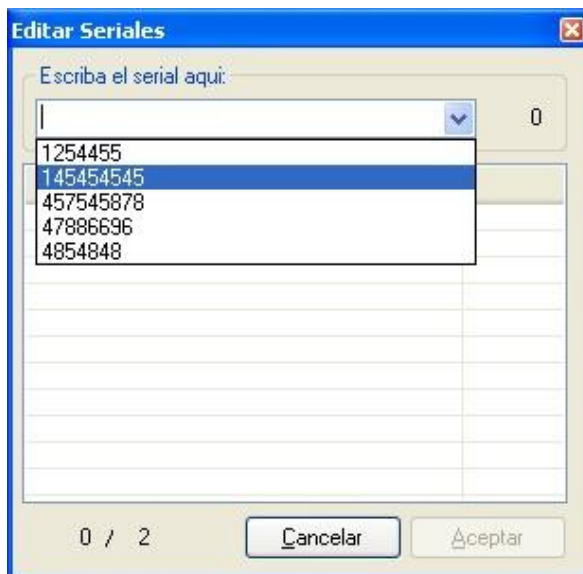 Editar Seriales
Escriba el serial aqui:
0
1254455
145454545
457545878
47886696
4854848
0 / 2
Cancelar
Aceptar